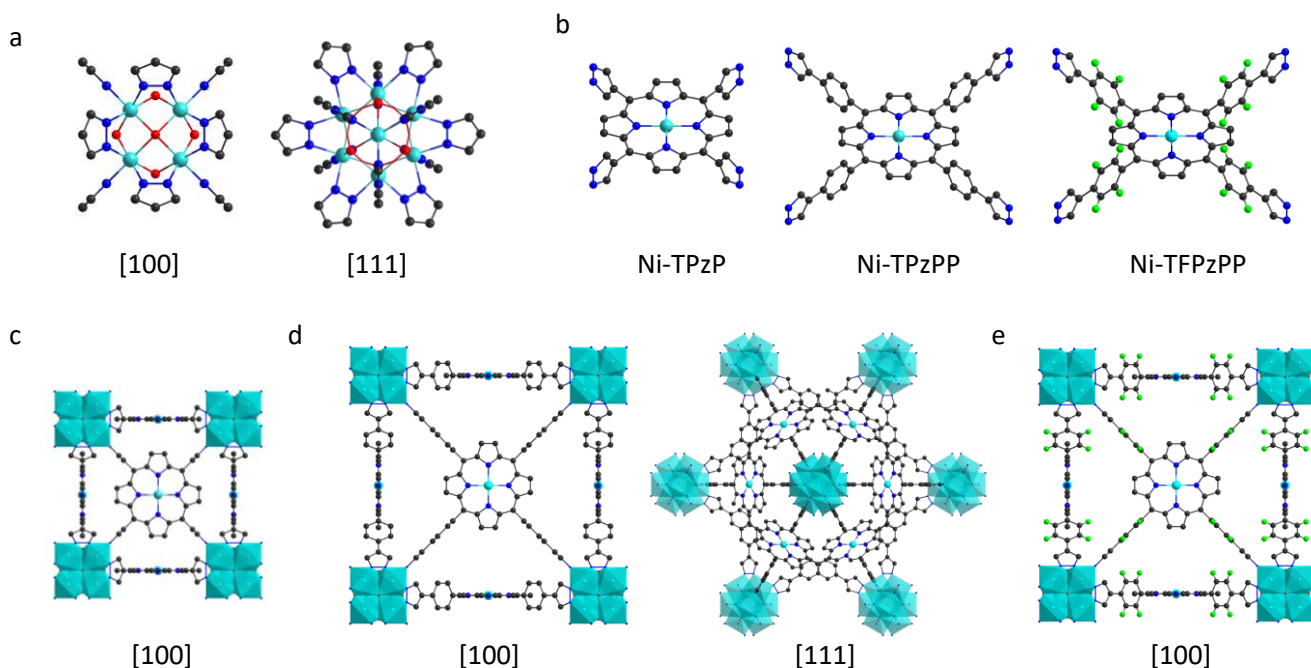 a
b
[100]
[111]
Ni-TPzP
Ni-TPzPP
Ni-TFPzPP
c
d
e
[100]
[100]
[111]
[100]